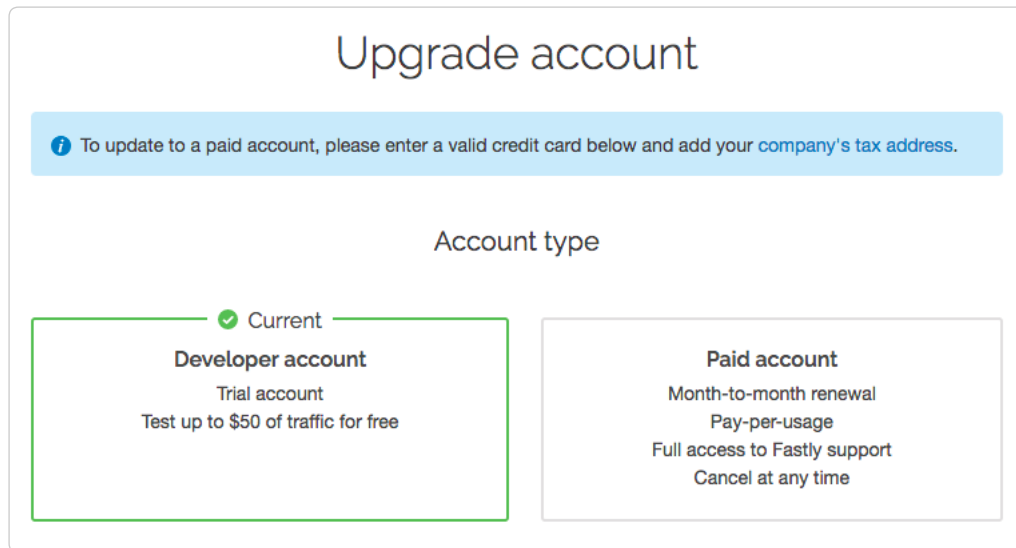 Upgrade account
To update to a paid account, please enter a valid credit card below and add your company's tax address.
Account type
Current
Developer account
Trial account
Test up to $50 of traffic for free
Paid account
Month-to-month renewal
Pay-per-usage
Full access to Fastly support
Cancel at any time